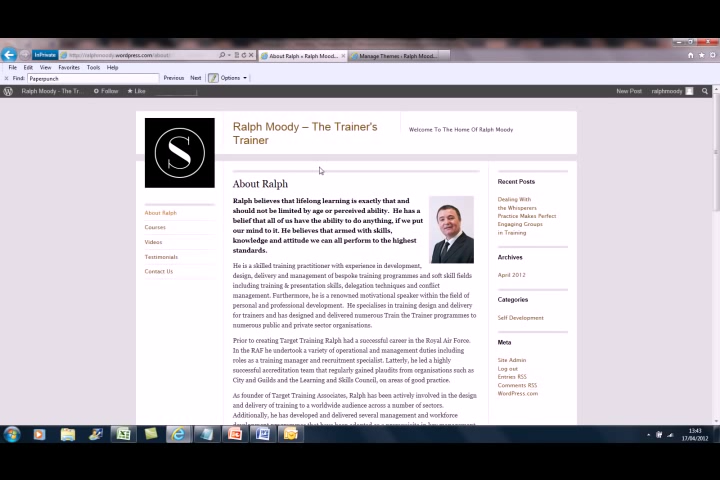 InPrivate
http://ralphmoody.wordpress.com/about/
About Ralph « Ralph Mood...
Manage Themes ‹ Ralph Mood...
File Edit View Favorites Tools Help
Find: Paperpunch
Previous Next Options
Ralph Moody - The Tr...
Follow
Like
New Post
ralphmoody
S
Ralph Moody – The Trainer's
Trainer
Welcome To The Home Of Ralph Moody
About Ralph
Courses
Videos
Testimonials
Contact Us
About Ralph
Ralph believes that lifelong learning is exactly that and
should not be limited by age or perceived ability. He has a
belief that all of us have the ability to do anything, if we put
our mind to it. He believes that armed with skills,
knowledge and attitude we can all perform to the highest
standards.
He is a skilled training practitioner with experience in development,
design, delivery and management of bespoke training programmes and soft skill fields
including training & presentation skills, delegation techniques and conflict
management. Furthermore, he is a renowned motivational speaker within the field of
personal and professional development. He specialises in training design and delivery
for trainers and has designed and delivered numerous Train the Trainer programmes to
numerous public and private sector organisations.
Prior to creating Target Training Ralph had a successful career in the Royal Air Force.
In the RAF he undertook a variety of operational and management duties including
roles as a training manager and recruitment specialist. Latterly, he led a highly
successful accreditation team that regularly gained plaudits from organisations such as
City and Guilds and the Learning and Skills Council, on areas of good practice.
As founder of Target Training Associates, Ralph has been actively involved in the design
and delivery of training to a worldwide audience across a number of sectors.
Additionally, he has developed and delivered several management and workforce
Recent Posts
Dealing With
the Whisperers
Practice Makes Perfect
Engaging Groups
in Training
Archives
April 2012
Categories
Self Development
Meta
Site Admin
Log out
Entries RSS
Comments RSS
WordPress.com
13:43
17/04/2012